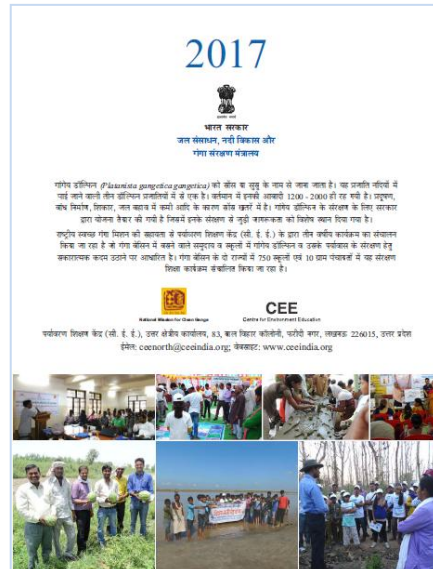 2017
भारत सरकार
जल संसाधन, नदी विकास और
गंगा संरक्षण मंत्रालय
गांगेय डॉल्फिन (Platanista gangetica gangetica) को सोंस या सुसु के नाम से जाना जाता है। यह प्रजाति नदियों में
पाई जाने वाली तीन डॉल्फिन प्रजातियों में से एक है। वर्तमान में इनकी आबादी 1200 - 2000 ही रह गयी है। प्रदूषण,
बाँध निर्माण, शिकार, जल बहाव में कमी आदि के कारण सोंस खतरे में है। गांगेय डॉल्फिन के संरक्षण के लिए सरकार
द्वारा योजना तैयार की गयी है जिसमें इनके संरक्षण से जुड़ी जागरूकता को विशेष स्थान दिया गया है।
राष्ट्रीय स्वच्छ गंगा मिशन की सहायता से पर्यावरण शिक्षण केंद्र (सी. ई. ई.) के द्वारा तीन वर्षीय कार्यक्रम का संचालन
किया जा रहा है जो गंगा बेसिन में बसने वाले समुदाय व स्कूलों में गांगेय डॉल्फिन व उसके पर्यावास के संरक्षण हेतु
सकारात्मक कदम उठाने पर आधारित है। गंगा बेसिन के दो राज्यों में 750 स्कूलों एवं 10 ग्राम पंचायतों में यह संरक्षण
शिक्षा कार्यक्रम संचालित किया जा रहा है।
National Mission for Clean Ganga
CEE
Centre for Environment Education
पर्यावरण शिक्षण केंद्र (सी. ई. ई.), उत्तर क्षेत्रीय कार्यालय, 83, बाल विहार कॉलोनी, फरीदी नगर, लखनऊ 226015, उत्तर प्रदेश
ईमेल: ceenorth@ceeindia.org; वेबसाइट: www.ceeindia.org